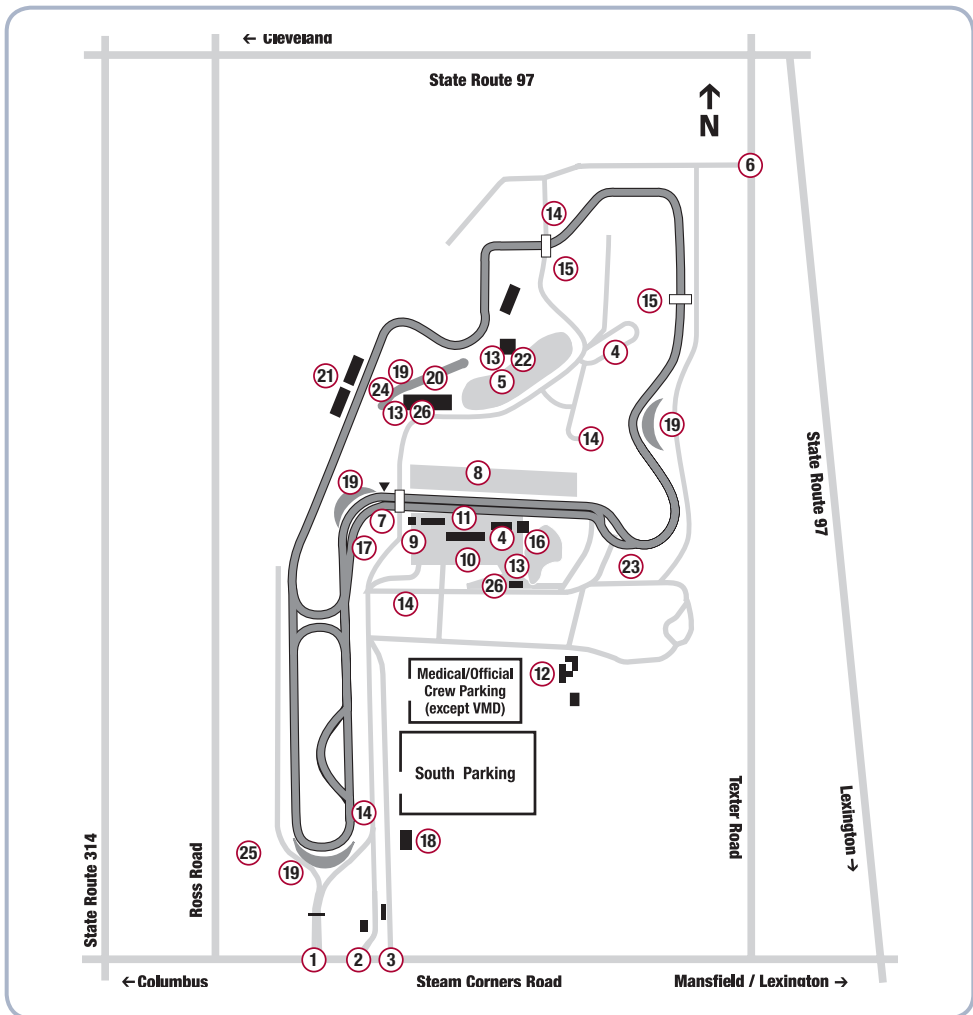 ← Cleveland
State Route 97
↑
N
6
14
15
15
4
13
22
5
21
19
20
24
13
26
14
19
8
19
7
11
9
4
16
17
10
13
23
26
14
Medical/Official
Crew Parking
(except VMD)
12
South Parking
14
18
25
19
State Route 314
Ross Road
Texter Road
State Route 97
Lexington →
1
2
3
← Columbus
Steam Corners Road
Mansfield / Lexington →